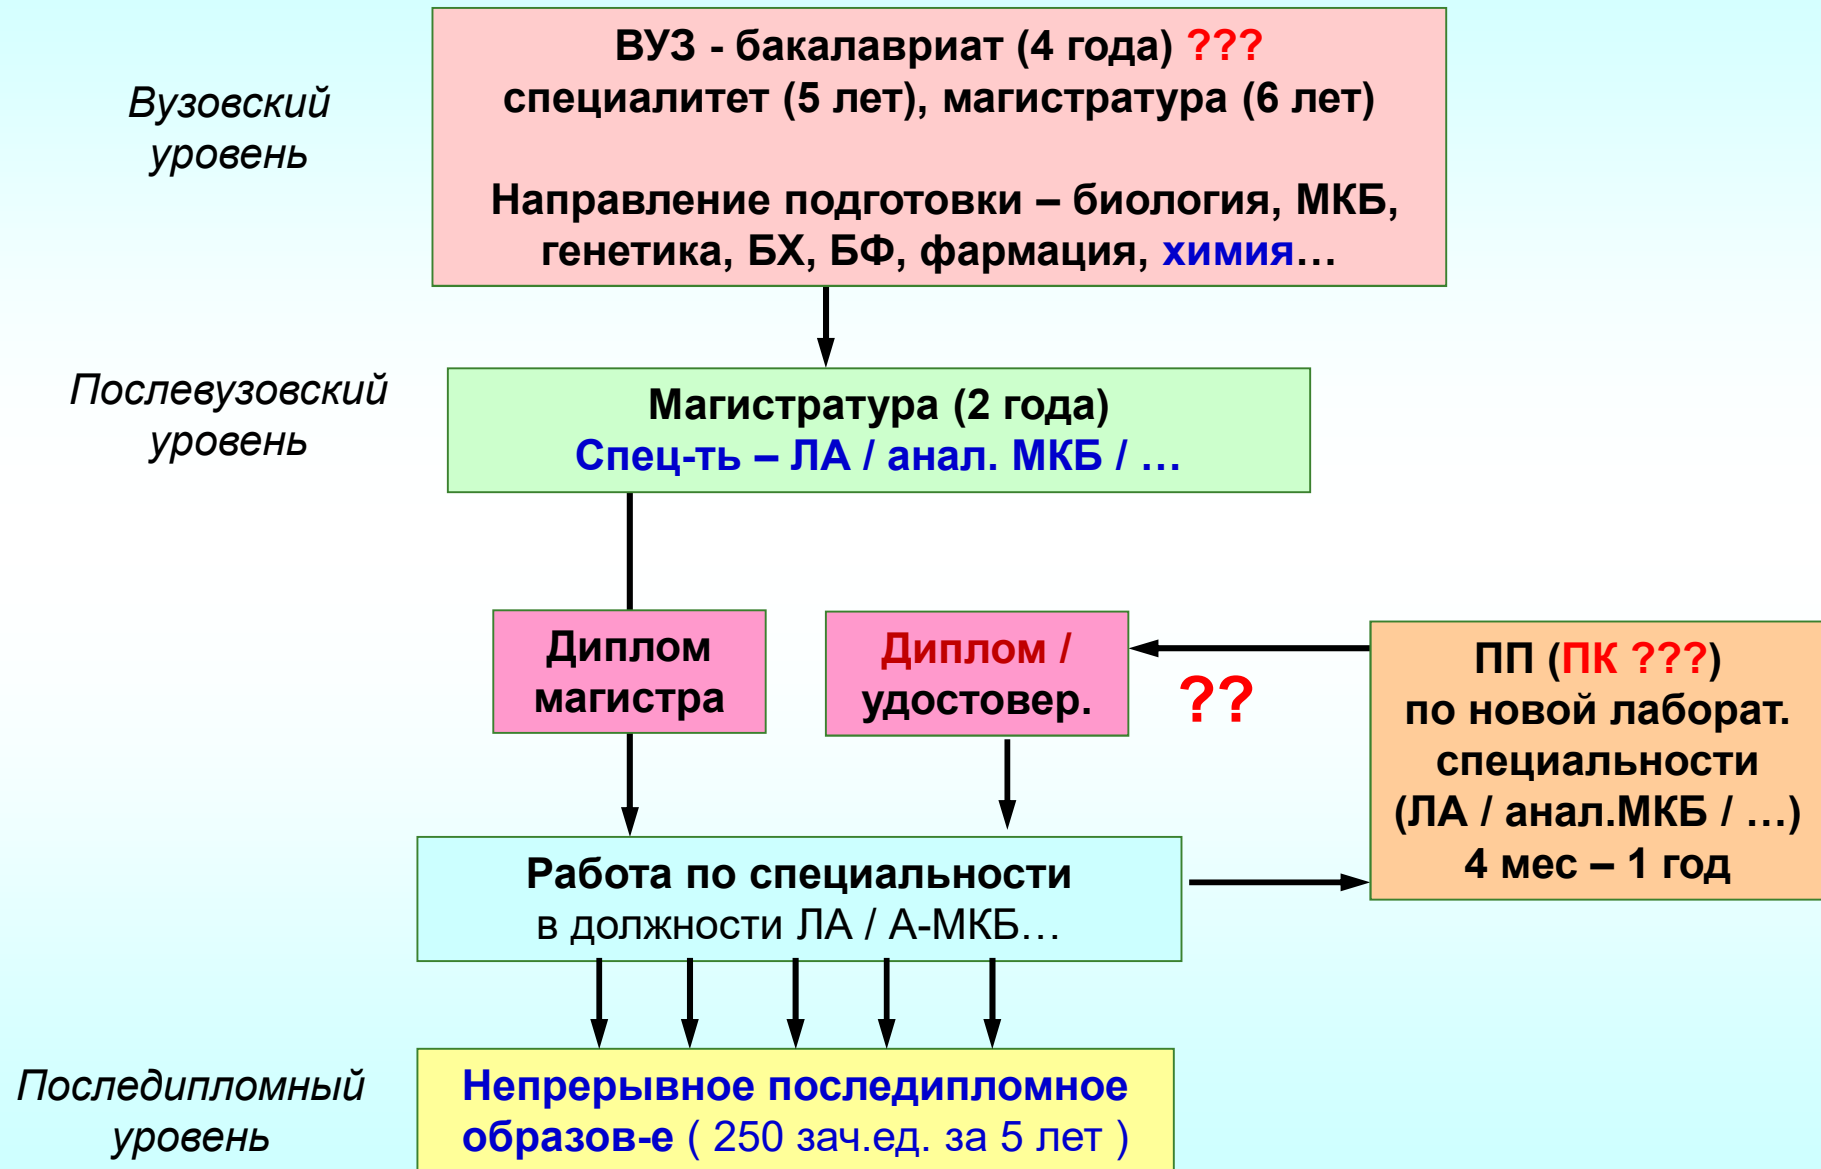 ВУЗ - бакалавриат (4 года) ???
специалитет (5 лет), магистратура (6 лет)
Направление подготовки – биология, МКБ,
генетика, БХ, БФ, фармация, химия…
Вузовский
уровень
Послевузовский
уровень
Магистратура (2 года)
Спец-ть – ЛА / анал. МКБ / …
Диплом
магистра
Диплом /
удостовер.
??
ПП (ПК ???)
по новой лаборат.
специальности
(ЛА / анал.МКБ / …)
4 мес – 1 год
Работа по специальности
в должности ЛА / А-МКБ…
Последипломный
уровень
Непрерывное последипломное
образов-е ( 250 зач.ед. за 5 лет )